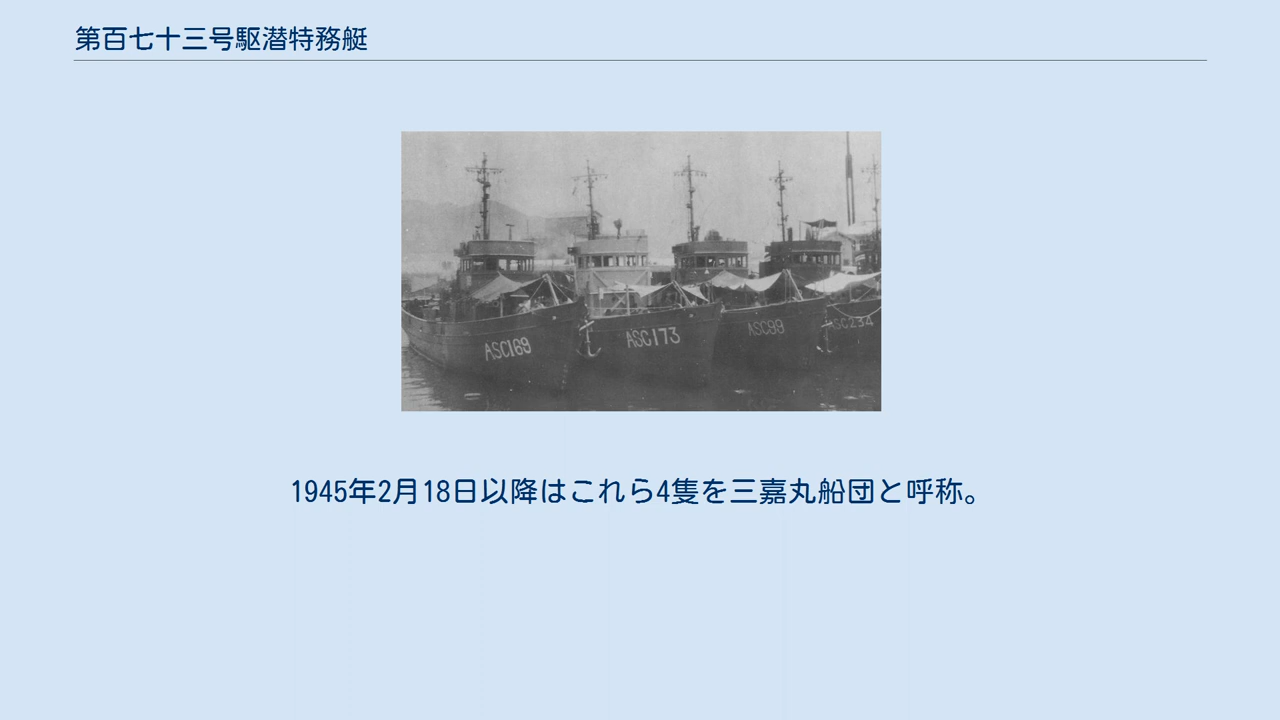 第百七十三号駆潜特務艇
ASC169
ASC173
ASC99
ASC234
1945年2月18日以降はこれら4隻を三嘉丸船団と呼称。